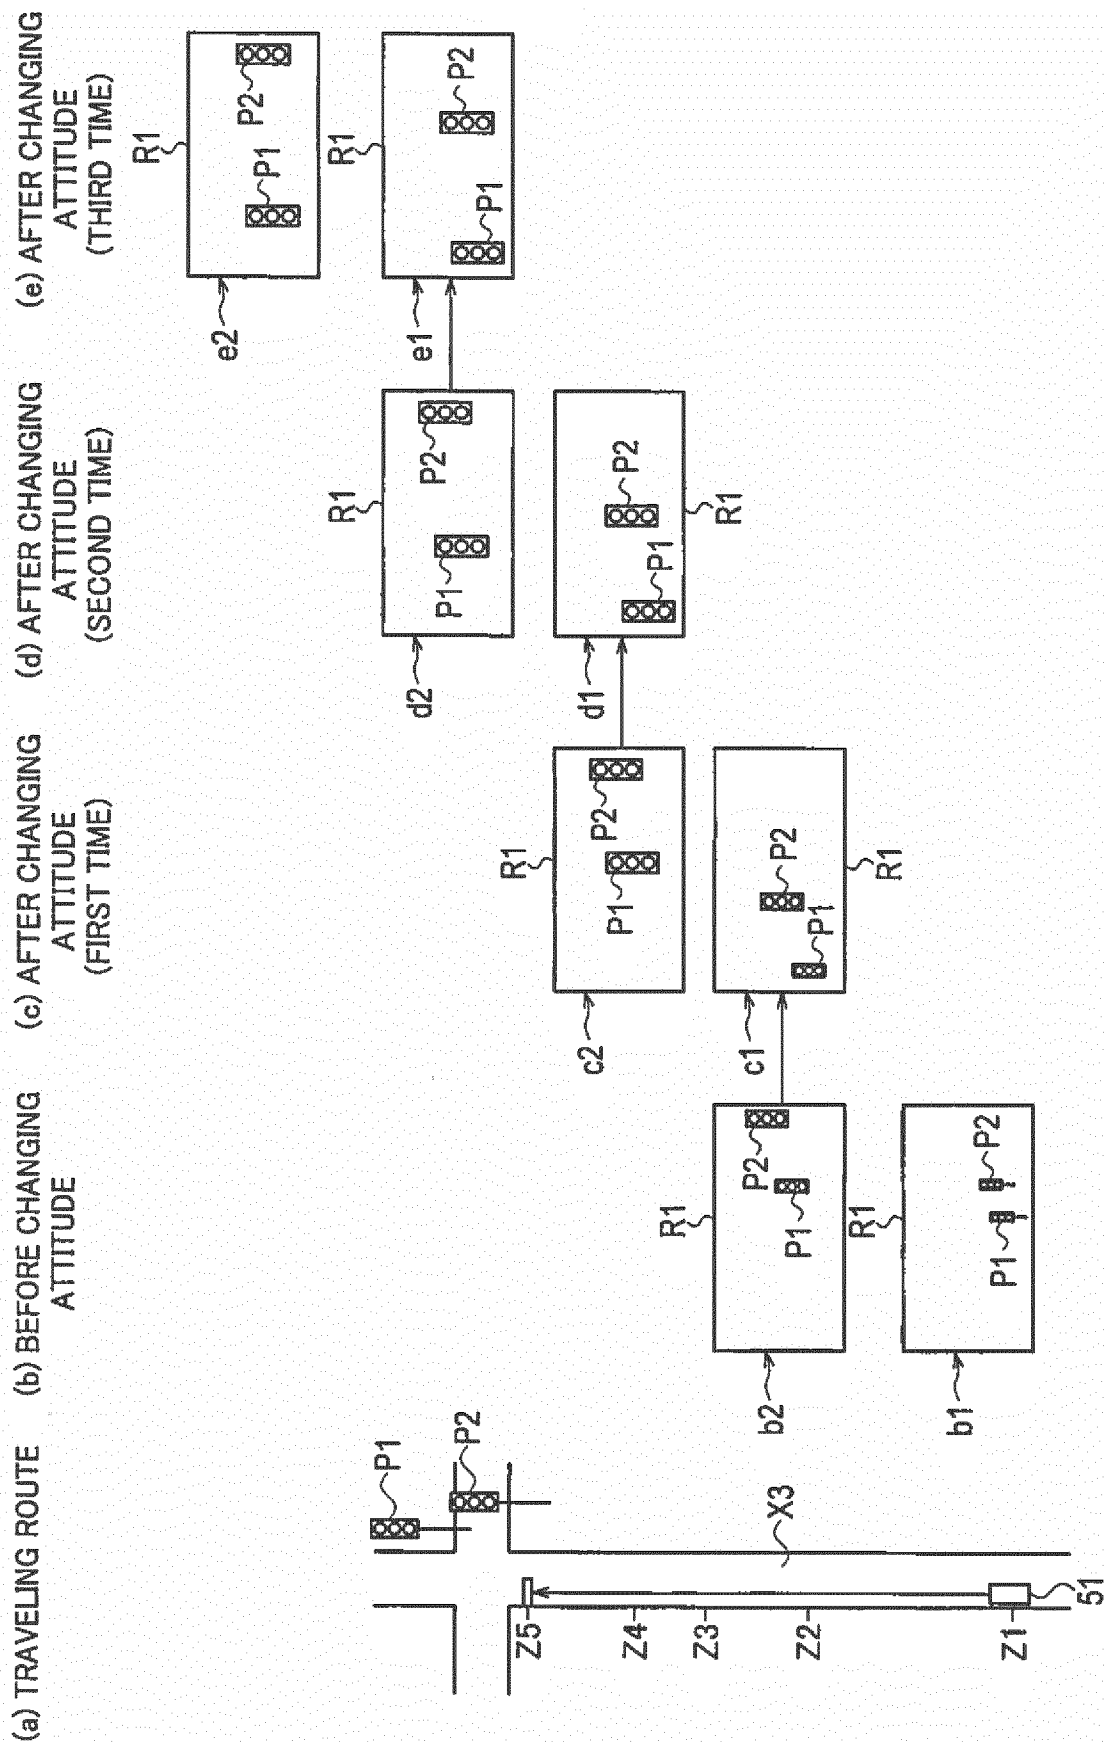 (a) TRAVELING ROUTE
(b) BEFORE CHANGING
ATTITUDE
(c) AFTER CHANGING
ATTITUDE
(FIRST TIME)
(d) AFTER CHANGING
ATTITUDE
(SECOND TIME)
(e) AFTER CHANGING
ATTITUDE
(THIRD TIME)
P1
P2
Z5
Z4
Z3
Z2
Z1
X3
51
R1
P2
P1
b2
R1
P1
P2
b1
R1
P2
P1
c2
P2
P1
R1
c1
R1
P2
P1
d2
P2
P1
R1
d1
R1
P2
P1
e2
R1
P2
P1
e1